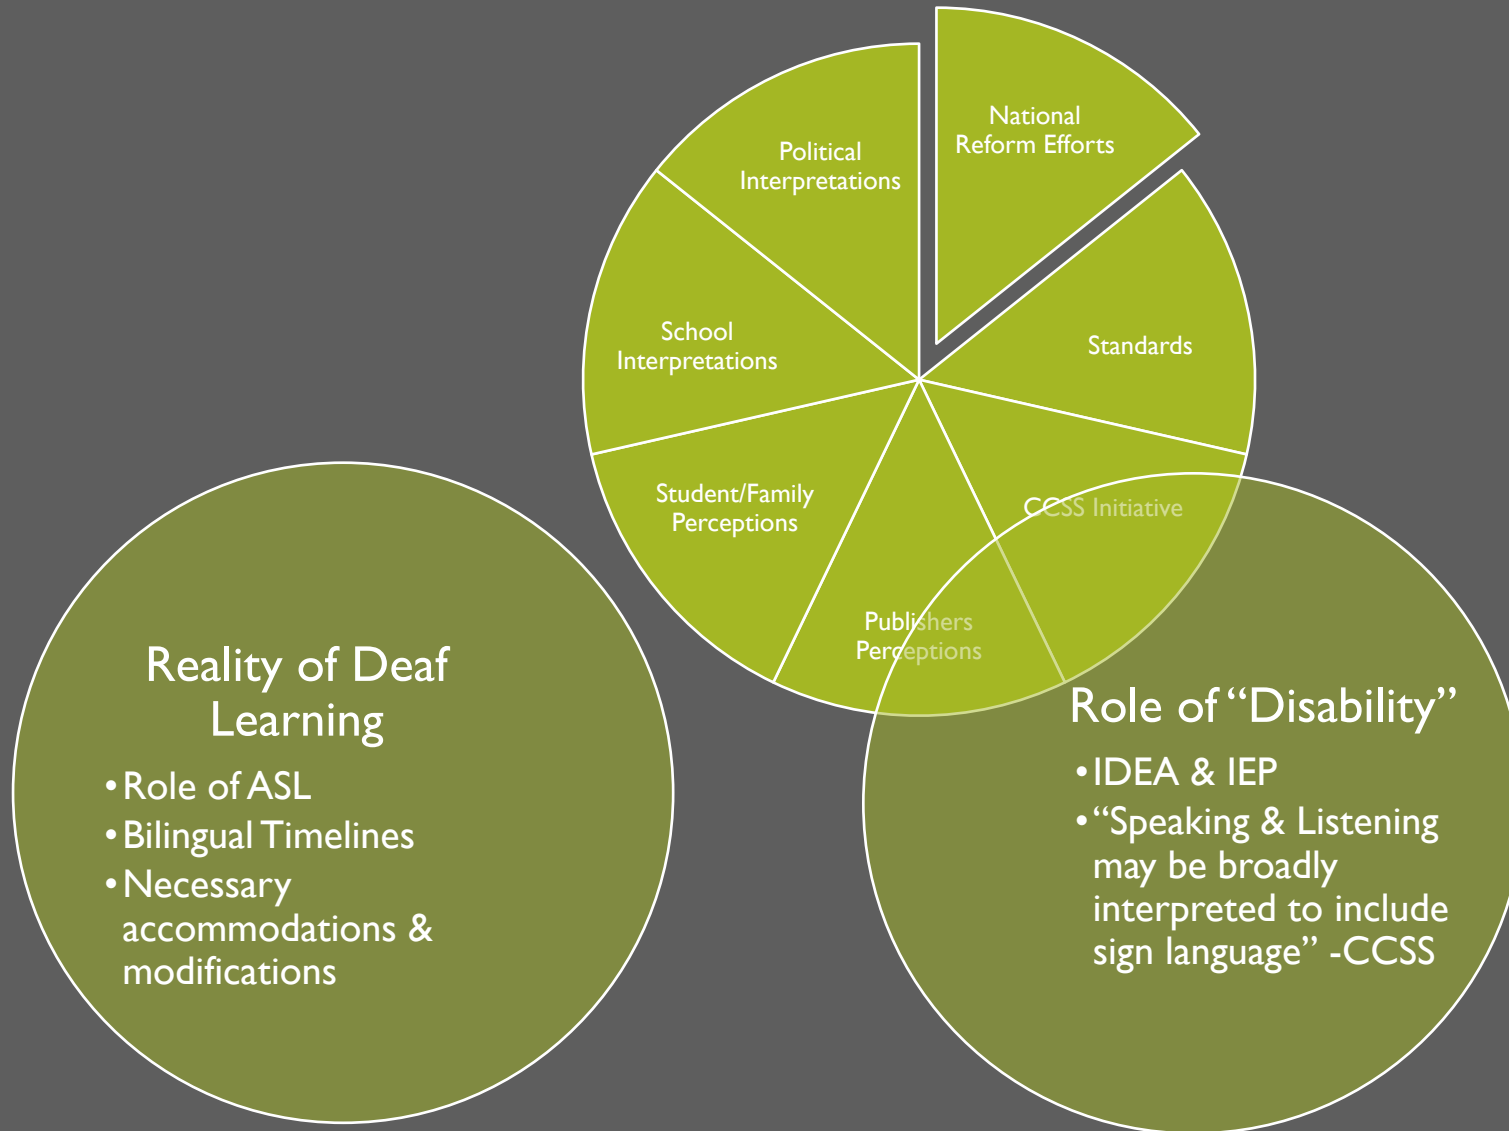 National
Reform Efforts
Political
Interpretations
Standards
School
Interpretations
Student/Family
Perceptions
CCSS Initiative
Publishers
Perceptions
Reality of Deaf
Learning
•Role of ASL
•Bilingual Timelines
•Necessary
accommodations &
modifications
Role of “Disability”
•IDEA & IEP
•“Speaking & Listening
may be broadly
interpreted to include
sign language” -CCSS